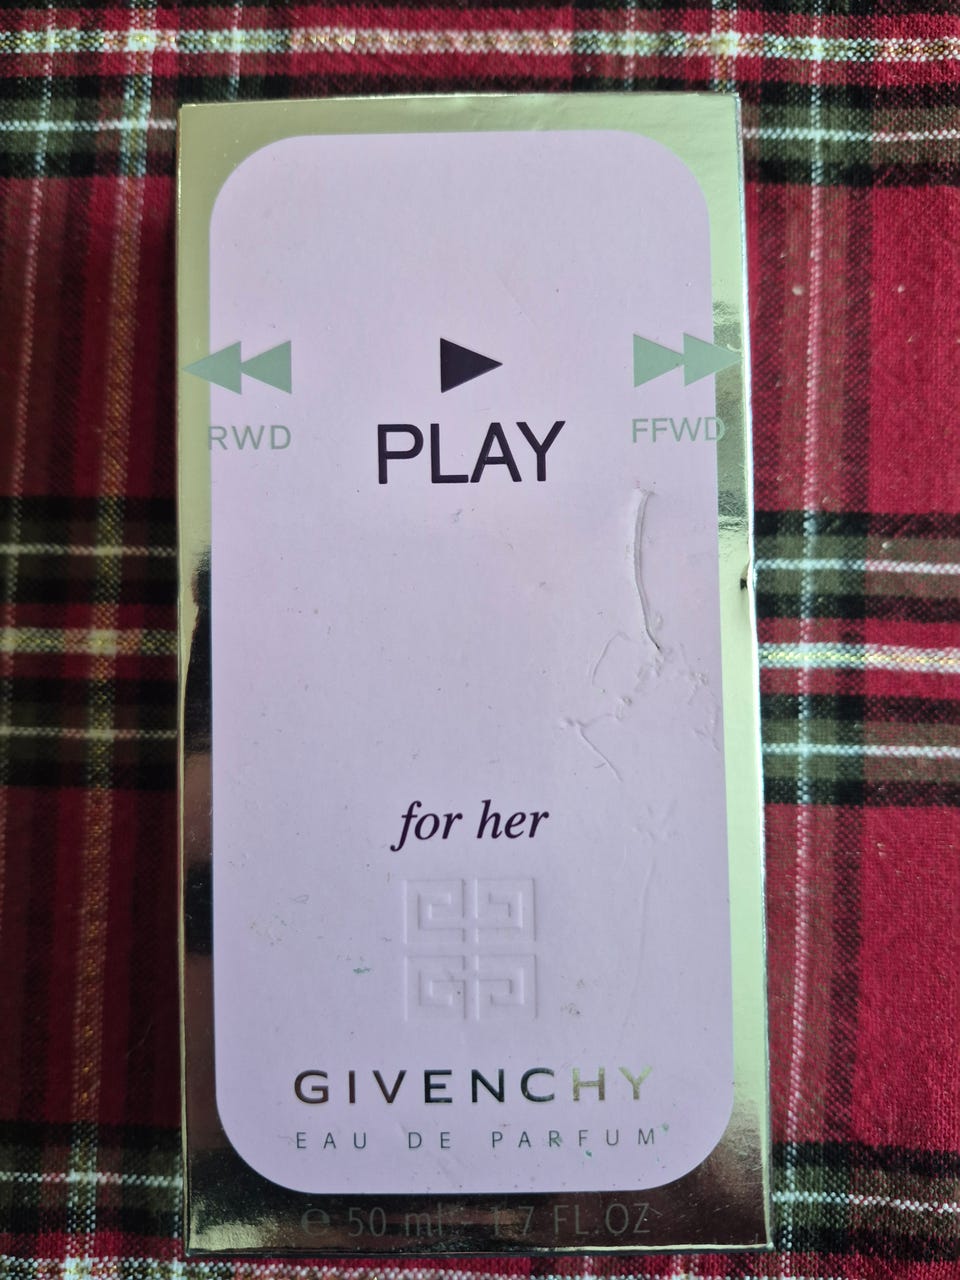 RWD PLAY FFWD
for her
GIVENCHY
EAU DE PARFUM
e 50 ml - 1.7 FL.OZ